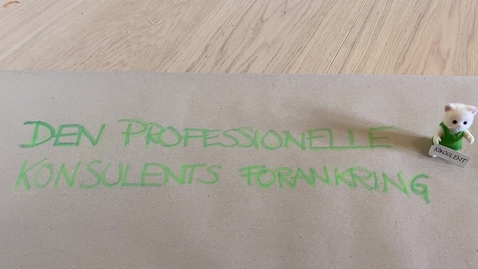 DEN PROFESSIONELLE
KONSULENTS FORANKRING
KONSULENT